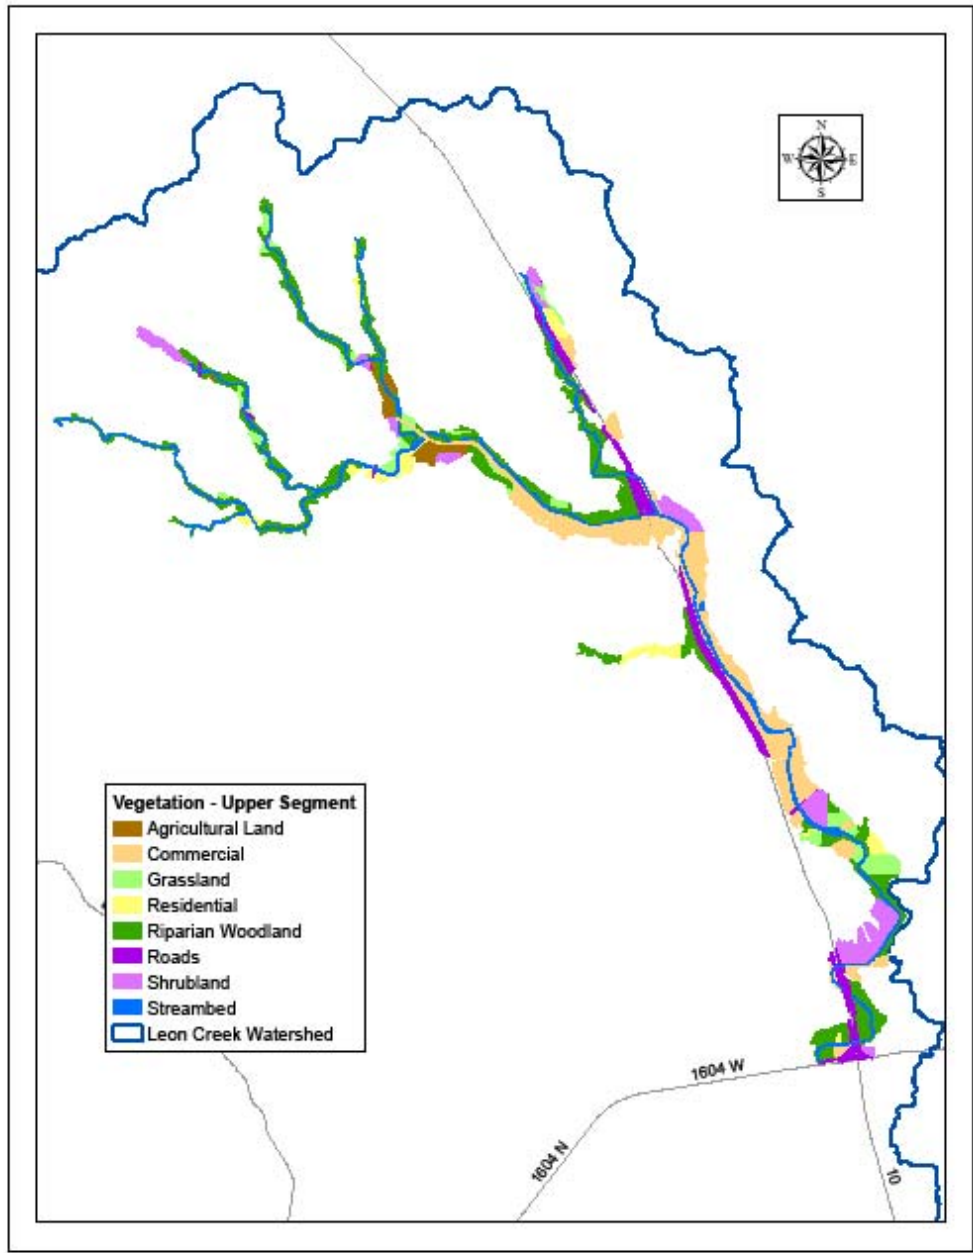 N
W E
S
Vegetation - Upper Segment
Agricultural Land
Commercial
Grassland
Residential
Riparian Woodland
Roads
Shrubland
Streambed
Leon Creek Watershed
1604 W
1604 N
10